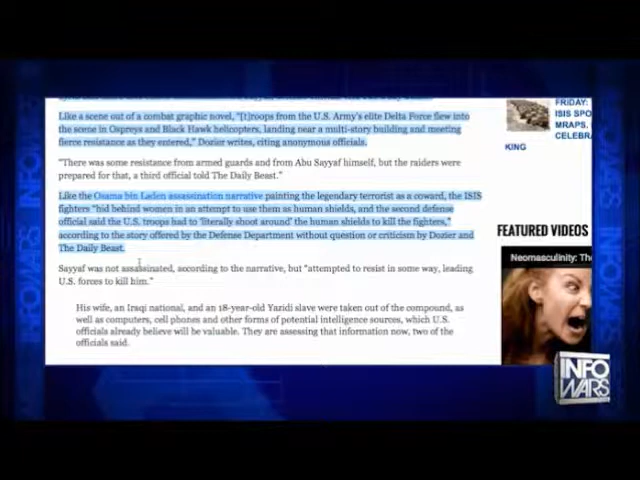 Like a scene out of a combat graphic novel, "[t]roops from the U.S. Army's elite Delta Force flew into
the scene in Ospreys and Black Hawk helicopters, landing near a multi-story building and meeting
fierce resistance as they entered," Dozier writes, citing anonymous officials.
"There was some resistance from armed guards and from Abu Sayyaf himself, but the raiders were
prepared for that, a third official told The Daily Beast."
Like the Osama bin Laden assassination narrative painting the legendary terrorist as a coward, the ISIS
fighters "hid behind women in an attempt to use them as human shields, and the second defense
official said the U.S. troops had to 'literally shoot around' the human shields to kill the fighters,"
according to the story offered by the Defense Department without question or criticism by Dozier and
The Daily Beast.
Sayyaf was not assasinated, according to the narrative, but "attempted to resist in some way, leading
U.S. forces to kill him."
His wife, an Iraqi national, and an 18-year-old Yazidi slave were taken out of the compound, as
well as computers, cell phones and other forms of potential intelligence sources, which U.S.
officials already believe will be valuable. They are assessing that information now, two of the
officials said.
FRIDAY:
ISIS SPO
MRAPS.
CELEBRA
KING
FEATURED VIDEOS
Neomasculinity: Th
INFO
WARS
INFO WARS